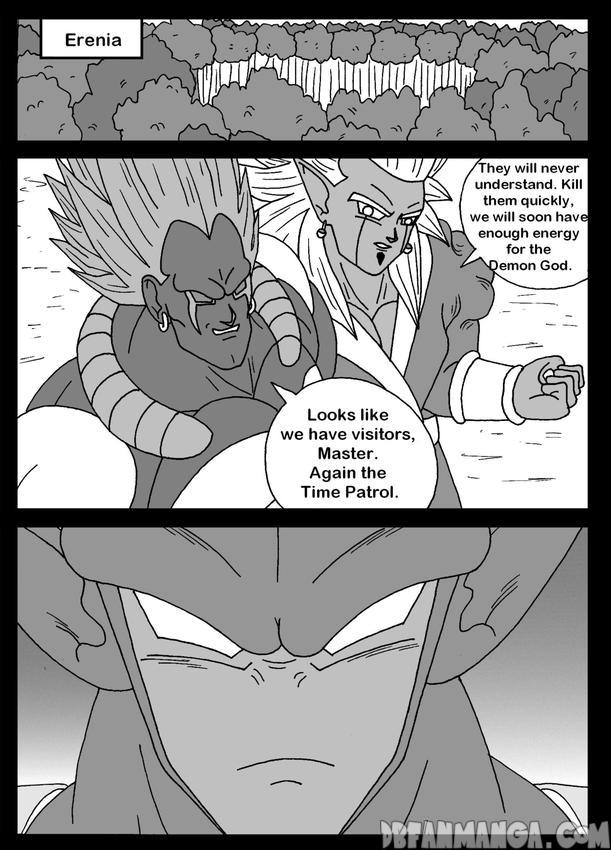 Erenia
They will never
understand. Kill
them quickly,
we will soon have
enough energy
for the
Demon God.
Looks like
we have visitors,
Master.
Again the
Time Patrol.
DBFANMANGA.COM